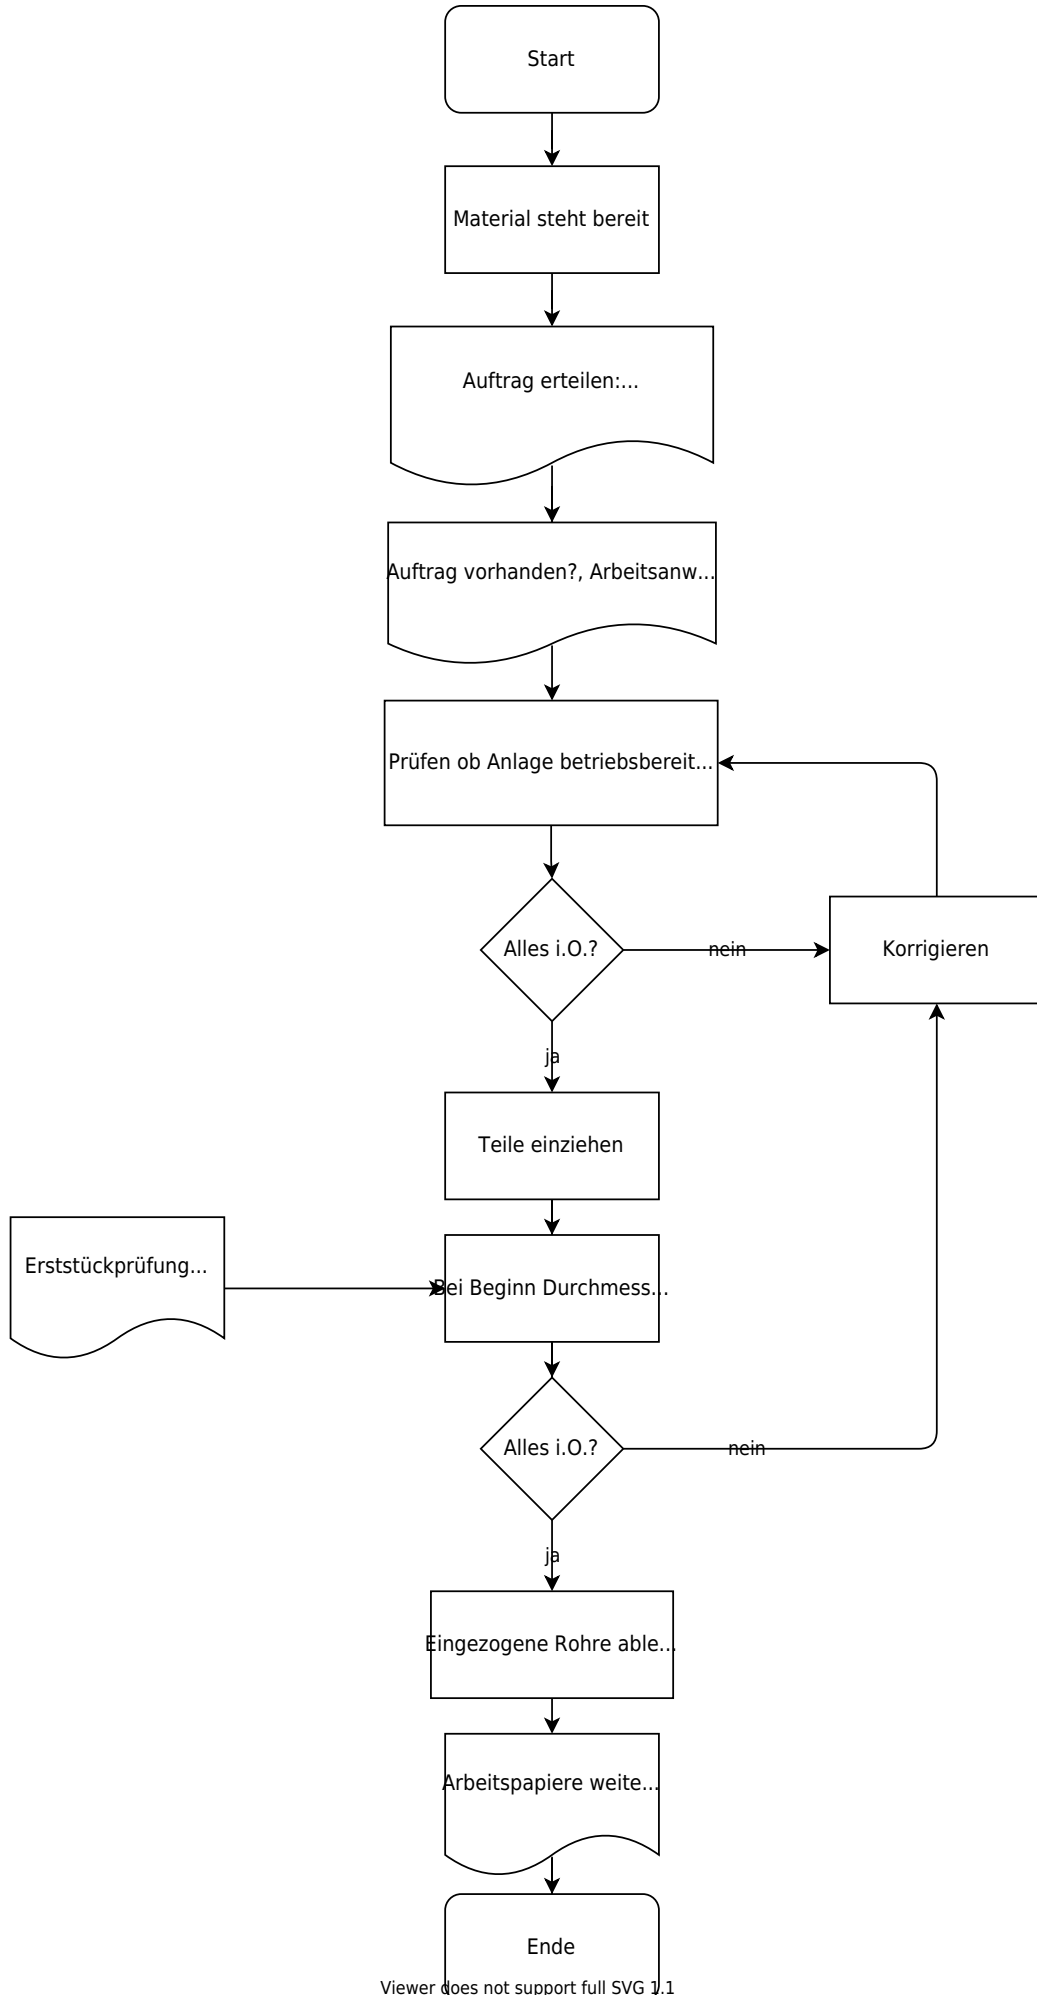 Start
Material steht bereit
Auftrag erteilen:...
Auftrag vorhanden?, Arbeitsanw...
Prüfen ob Anlage betriebsbereit...
Alles i.O.?
nein
Korrigieren
ja
Teile einziehen
Erststückprüfung...
Bei Beginn Durchmess...
Alles i.O.?
nein
ja
Eingezogene Rohre able...
Arbeitspapiere weite...
Ende
Viewer does not support full SVG 1.1